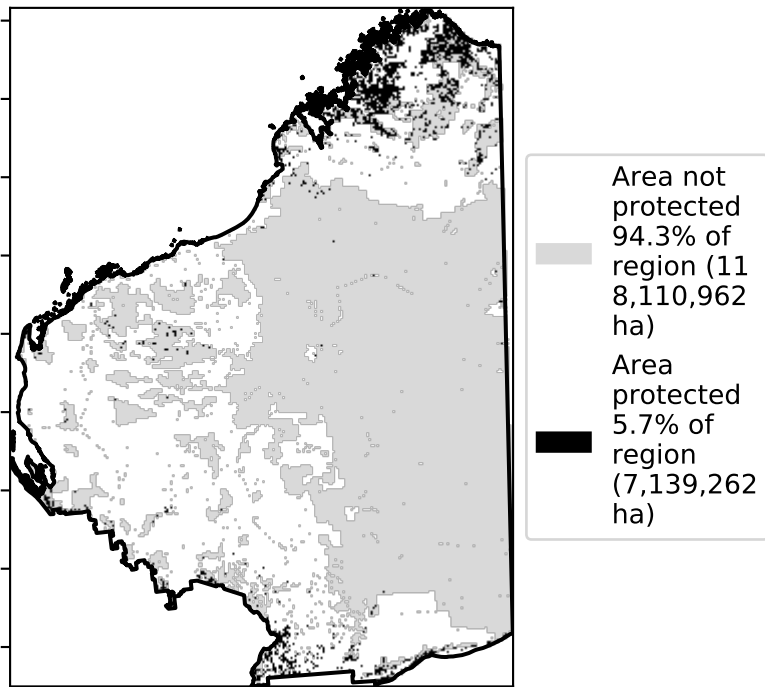 Area not
protected
94.3% of
region (11
8,110,962
ha)
Area
protected
5.7% of
region
(7,139,262
ha)